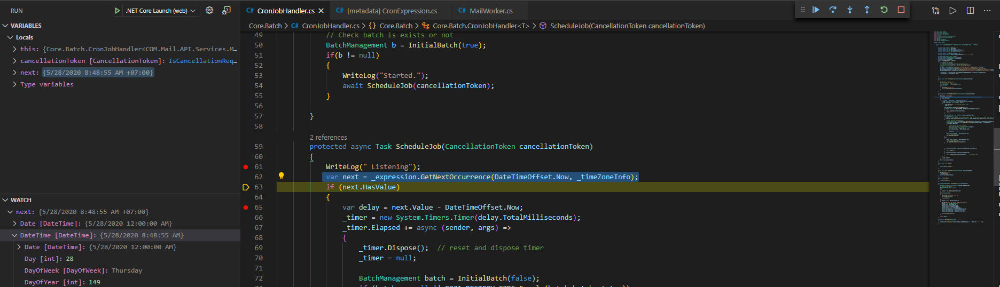 RUN
.NET Core Launch (web)
VARIABLES
Locals
this: {Core.Batch.CronJobHandler<COM.Mail.API.Services.M...
cancellationToken [CancellationToken]: IsCancellationReq...
next: {5/28/2020 8:48:55 AM +07:00}
Type variables
WATCH
next: {5/28/2020 8:48:55 AM +07:00}
Date [DateTime]: {5/28/2020 12:00:00 AM}
DateTime [DateTime]: {5/28/2020 8:48:55 AM}
Date [DateTime]: {5/28/2020 12:00:00 AM}
Day [int]: 28
DayOfWeek [DayOfWeek]: Thursday
DayOfYear [int]: 149
C# CronJobHandler.cs
C# [metadata] CronExpression.cs
C# MailWorker.cs
Core.Batch > C# CronJobHandler.cs > {} Core.Batch > Core.Batch.CronJobHandler<T> > ScheduleJob(CancellationToken cancellationToken)
49 // Check batch is exists or not
50 BatchManagement b = InitialBatch(true);
51 if(b != null)
52 {
53 WriteLog("Started.");
54 await ScheduleJob(cancellationToken);
55 }
56
57 }
58
2 references
59 protected async Task ScheduleJob(CancellationToken cancellationToken)
60 {
61 WriteLog(" Listening");
62 var next = _expression.GetNextOccurrence(DateTimeOffset.Now, _timeZoneInfo);
63 if (next.HasValue)
64 {
65 var delay = next.Value - DateTimeOffset.Now;
66 _timer = new System.Timers.Timer(delay.TotalMilliseconds);
67 _timer.Elapsed += async (sender, args) =>
68 {
69 _timer.Dispose(); // reset and dispose timer
70 _timer = null;
71
72 BatchManagement batch = InitialBatch(false);